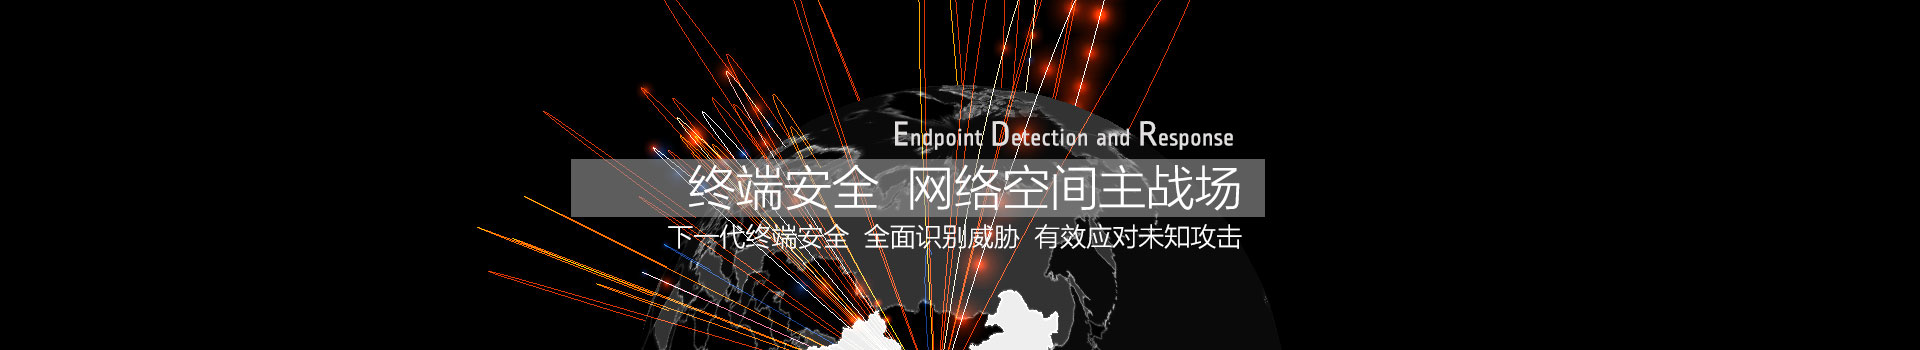 Endpoint Detection and Response
终端安全 网络空间主战场
下一代终端安全 全面识别威胁 有效应对未知攻击